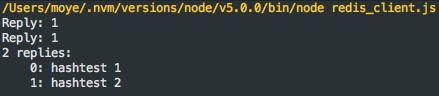 /Users/moye/.nvm/versions/node/v5.0.0/bin/node redis_client.js
Reply: 1
Reply: 1
2 replies:
    0: hashtest 1
    1: hashtest 2